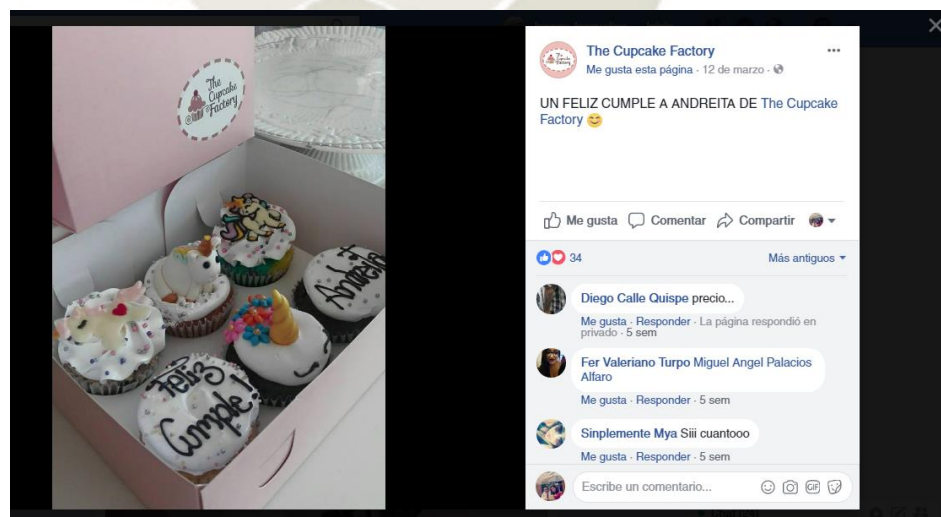 The
Cupcake
Factory
Andreita
Feliz
Cumple!
The Cupcake Factory
Me gusta esta página · 12 de marzo ·
UN FELIZ CUMPLE A ANDREITA DE The Cupcake
Factory
Me gusta Comentar Compartir
34
Más antiguos
Diego Calle Quispe precio...
Me gusta · Responder · La página respondió en
privado · 5 sem
Fer Valeriano Turpo Miguel Angel Palacios
Alfaro
Me gusta · Responder · 5 sem
Sinplemente Mya Siii cuantooo
Me gusta · Responder · 5 sem
Escribe un comentario...
GIF